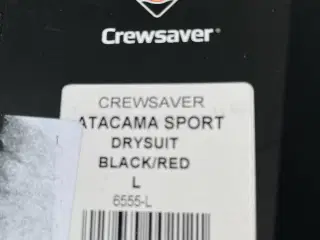 Crewsaver®
CREWSAVER
ATACAMA SPORT
DRYSUIT
BLACK/RED
L
6555-L